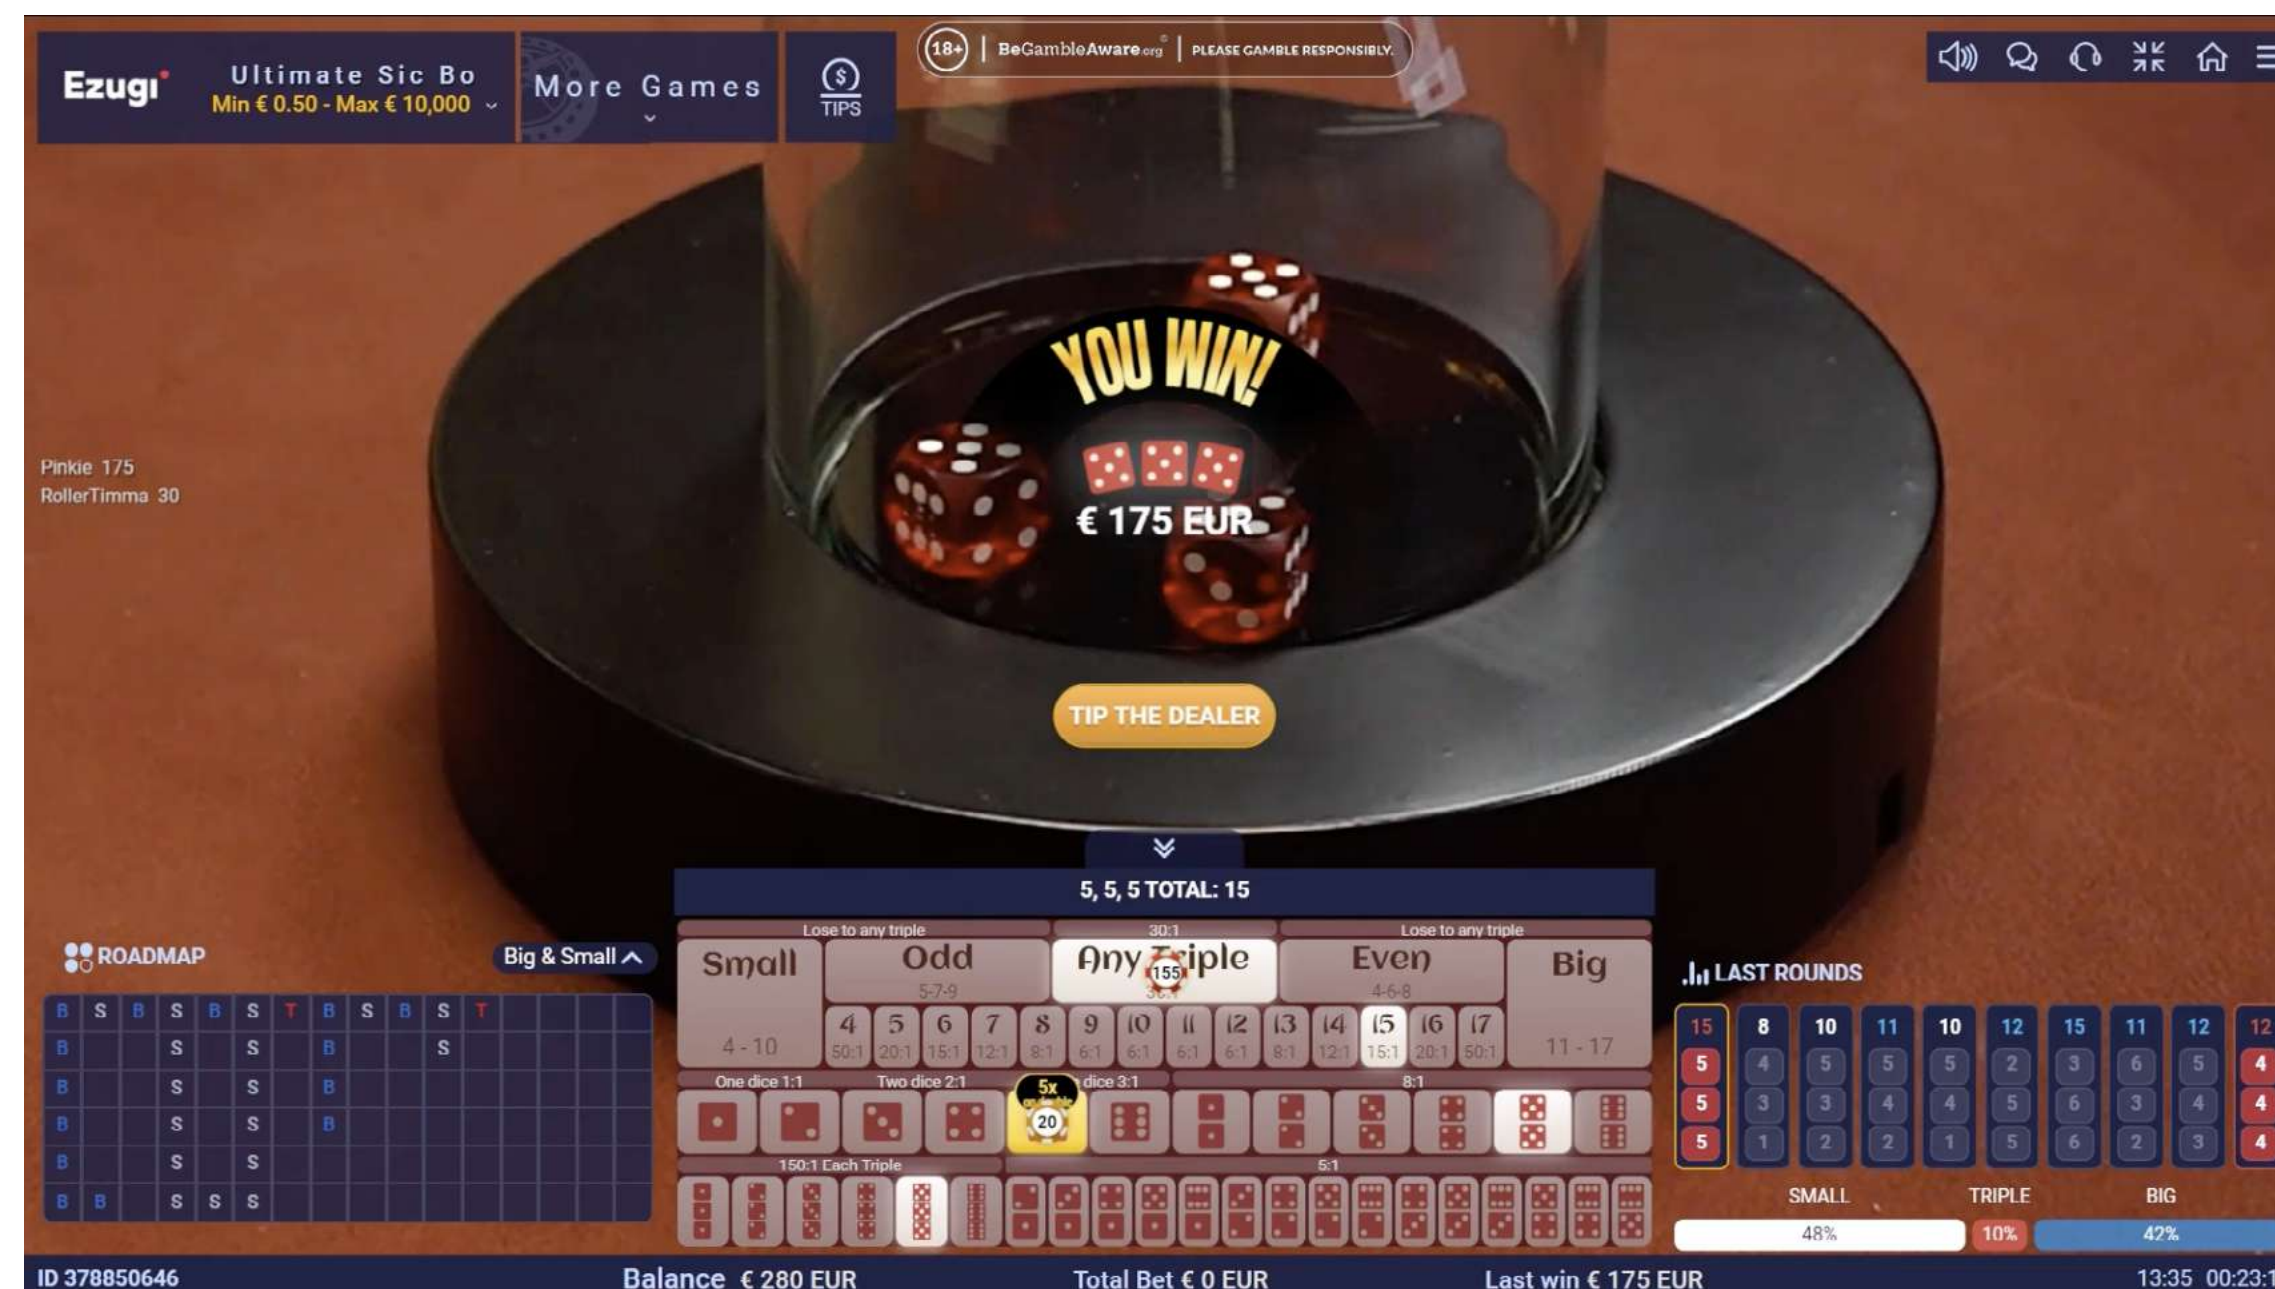 18+ | BeGambleAware.org® | PLEASE GAMBLE RESPONSIBLY.
Ezugi
Ultimate Sic Bo
Min € 0.50 - Max € 10,000
More Games
TIPS
YOU WIN!
€ 175 EUR
Pinkie 175
RollerTimma 30
TIP THE DEALER
5, 5, 5 TOTAL: 15
ROADMAP
Big & Small
B S B S B S T B S B S T
B S S B S
B S S B
B S S B
B S S
B B S S S
Lose to any triple 30:1 Lose to any triple
Small Odd Any Triple Even Big
155
5-7-9 4-6-8
4 5 6 7 8 9 10 11 12 13 14 15 16 17
4 - 10 50:1 20:1 15:1 12:1 8:1 6:1 6:1 6:1 6:1 8:1 12:1 15:1 20:1 50:1 11 - 17
One dice 1:1 Two dice 2:1 dice 3:1 8:1
5x
20
150:1 Each Triple 5:1
LAST ROUNDS
15 8 10 11 10 12 15 11 12 12
5 4 5 5 5 2 3 6 5 4
5 3 3 4 4 5 6 3 4 4
5 1 2 2 1 5 6 2 3 4
SMALL TRIPLE BIG
48% 10% 42%
ID 378850646 Balance € 280 EUR Total Bet € 0 EUR Last win € 175 EUR 13:35